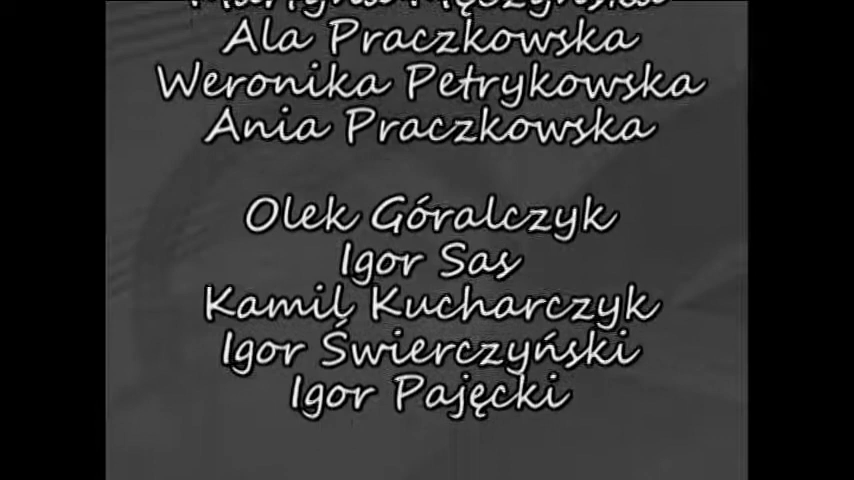 Ala Praczkowska
Weronika Petrykowska
Ania Praczkowska
Olek Góralczyk
Igor Sas
Kamil Kucharczyk
Igor Świerczyński
Igor Pajęcki